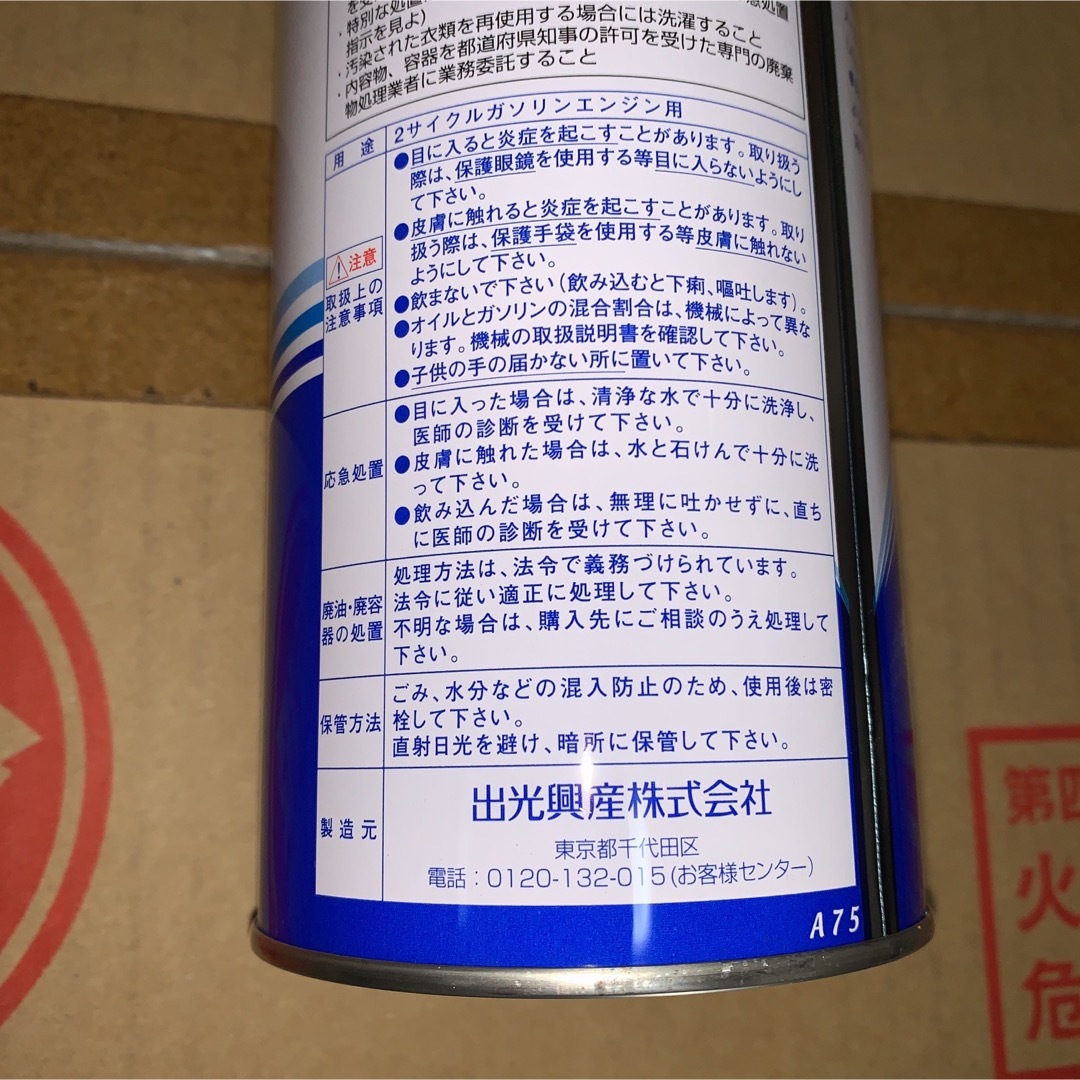 ・特別な処置
指示を見よ)
・汚染された衣類を再使用する場合には洗濯すること
・内容物、容器を都道府県知事の許可を受けた専門の廃棄
物処理業者に業務委託すること
用途 2サイクルガソリンエンジン用
⚠注意
取扱上の
注意事項
●目に入ると炎症を起こすことがあります。取り扱う
際は、保護眼鏡を使用する等目に入らないようにし
て下さい。
●皮膚に触れると炎症を起こすことがあります。取り
扱う際は、保護手袋を使用する等皮膚に触れない
ようにして下さい。
●飲まないで下さい(飲み込むと下痢、嘔吐します)。
●オイルとガソリンの混合割合は、機械によって異な
ります。機械の取扱説明書を確認して下さい。
●子供の手の届かない所に置いて下さい。
応急処置
●目に入った場合は、清浄な水で十分に洗浄し、
医師の診断を受けて下さい。
●皮膚に触れた場合は、水と石けんで十分に洗
って下さい。
●飲み込んだ場合は、無理に吐かせずに、直ち
に医師の診断を受けて下さい。
廃油・廃容
器の処置
処理方法は、法令で義務づけられています。
法令に従い適正に処理して下さい。
不明な場合は、購入先にご相談のうえ処理して
下さい。
保管方法
ごみ、水分などの混入防止のため、使用後は密
栓して下さい。
直射日光を避け、暗所に保管して下さい。
製造元
出光興産株式会社
東京都千代田区
電話:0120-132-015(お客様センター)
A75
第四
火
危